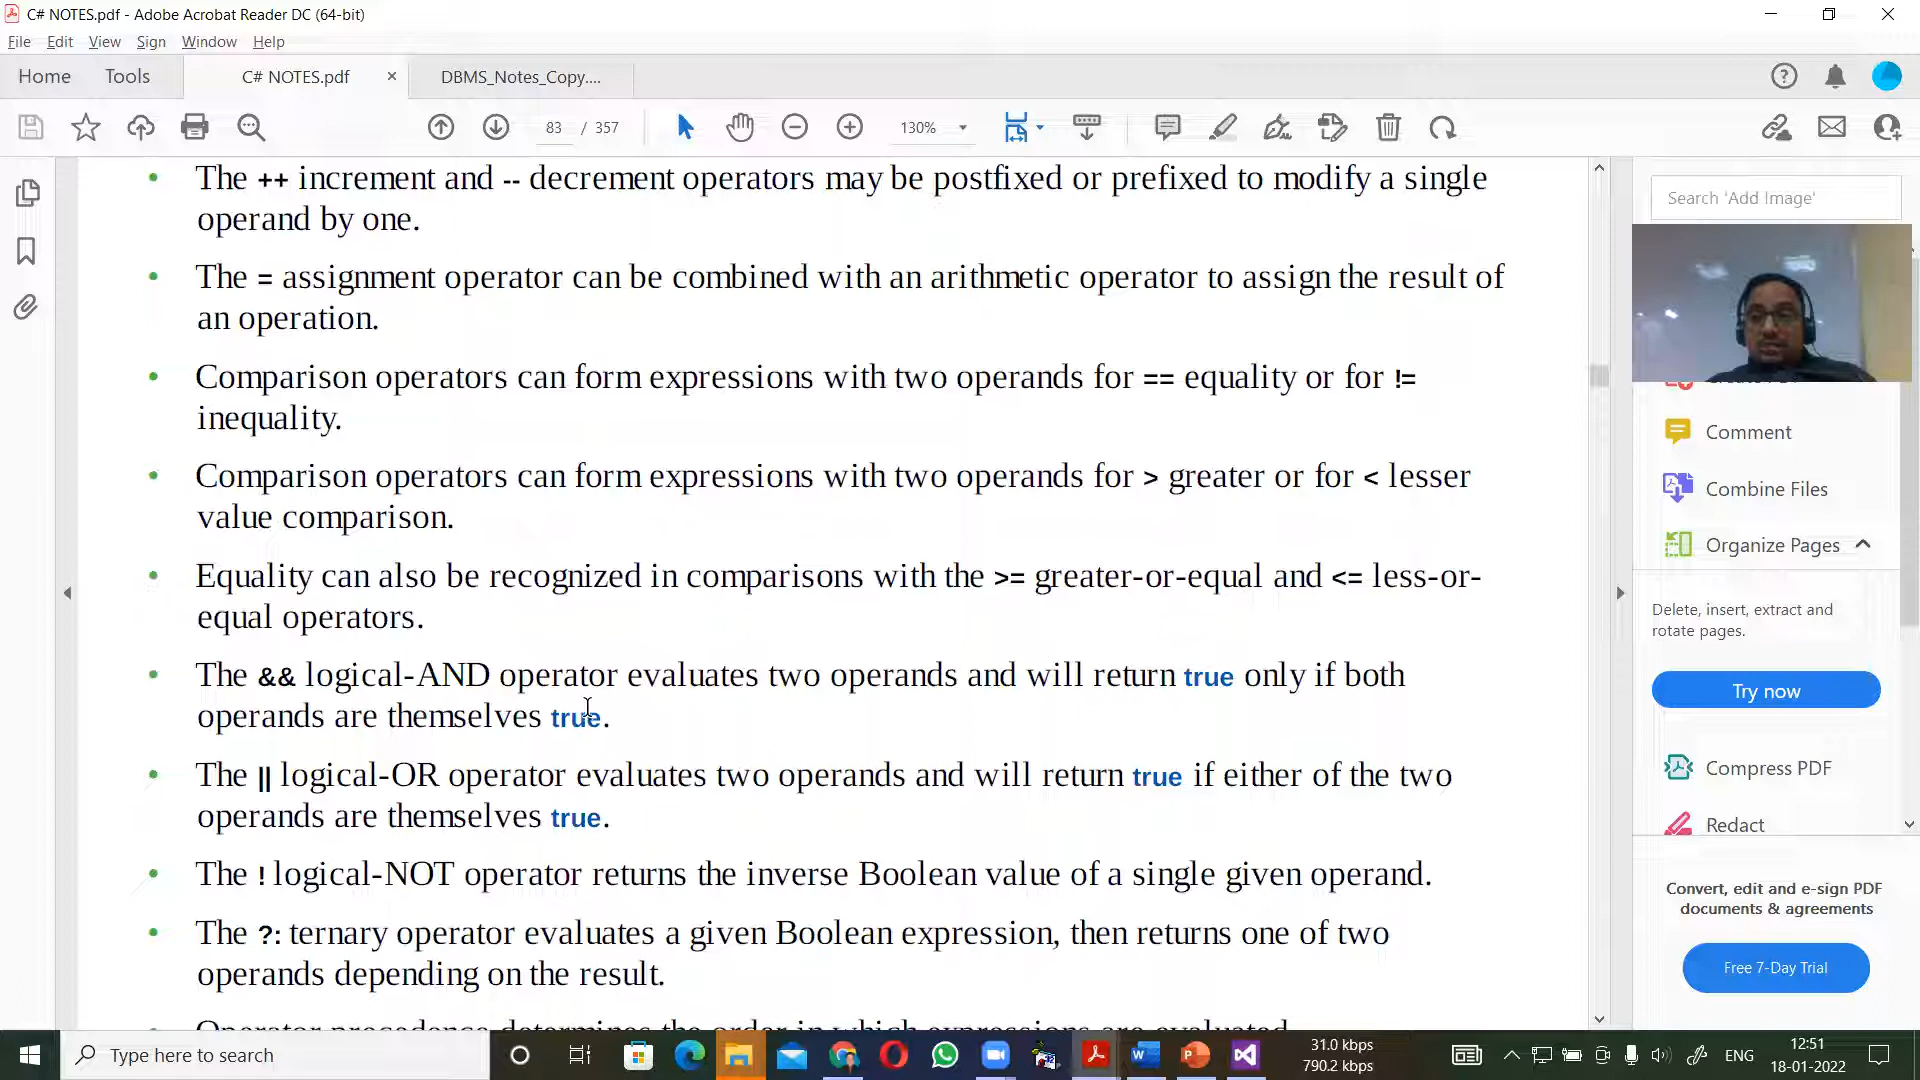 C# NOTES.pdf - Adobe Acrobat Reader DC (64-bit)
File Edit View Sign Window Help
Home Tools C# NOTES.pdf × DBMS_Notes_Copy....
83 / 357 130%
• The ++ increment and -- decrement operators may be postfixed or prefixed to modify a single
operand by one.
• The = assignment operator can be combined with an arithmetic operator to assign the result of
an operation.
• Comparison operators can form expressions with two operands for == equality or for !=
inequality.
• Comparison operators can form expressions with two operands for > greater or for < lesser
value comparison.
• Equality can also be recognized in comparisons with the >= greater-or-equal and <= less-or-
equal operators.
• The && logical-AND operator evaluates two operands and will return true only if both
operands are themselves true.
• The || logical-OR operator evaluates two operands and will return true if either of the two
operands are themselves true.
• The ! logical-NOT operator returns the inverse Boolean value of a single given operand.
• The ?: ternary operator evaluates a given Boolean expression, then returns one of two
operands depending on the result.
• Operator precedence determines the order in which expressions are evaluated
Search 'Add Image'
Comment
Combine Files
Organize Pages
Delete, insert, extract and
rotate pages.
Try now
Compress PDF
Redact
Convert, edit and e-sign PDF
documents & agreements
Free 7-Day Trial
Type here to search
31.0 kbps
790.2 kbps
ENG
12:51
18-01-2022